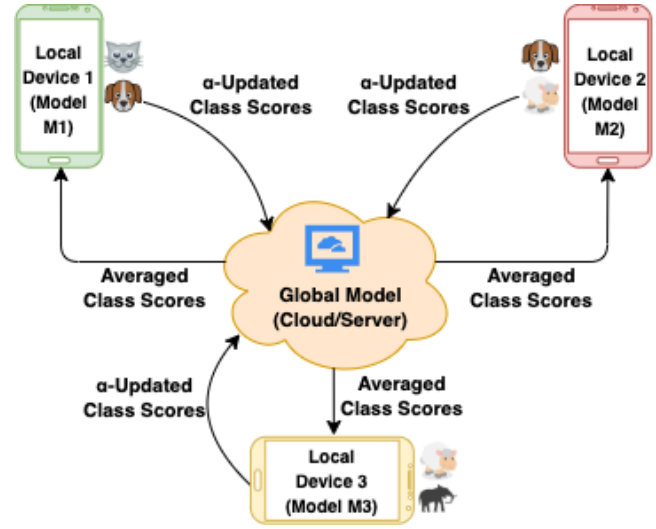 Local
Device 1
(Model
M1)
α-Updated
Class Scores
α-Updated
Class Scores
Local
Device 2
(Model
M2)
Averaged
Class Scores
Global Model
(Cloud/Server)
Averaged
Class Scores
α-Updated
Class Scores
Averaged
Class Scores
Local
Device 3
(Model M3)